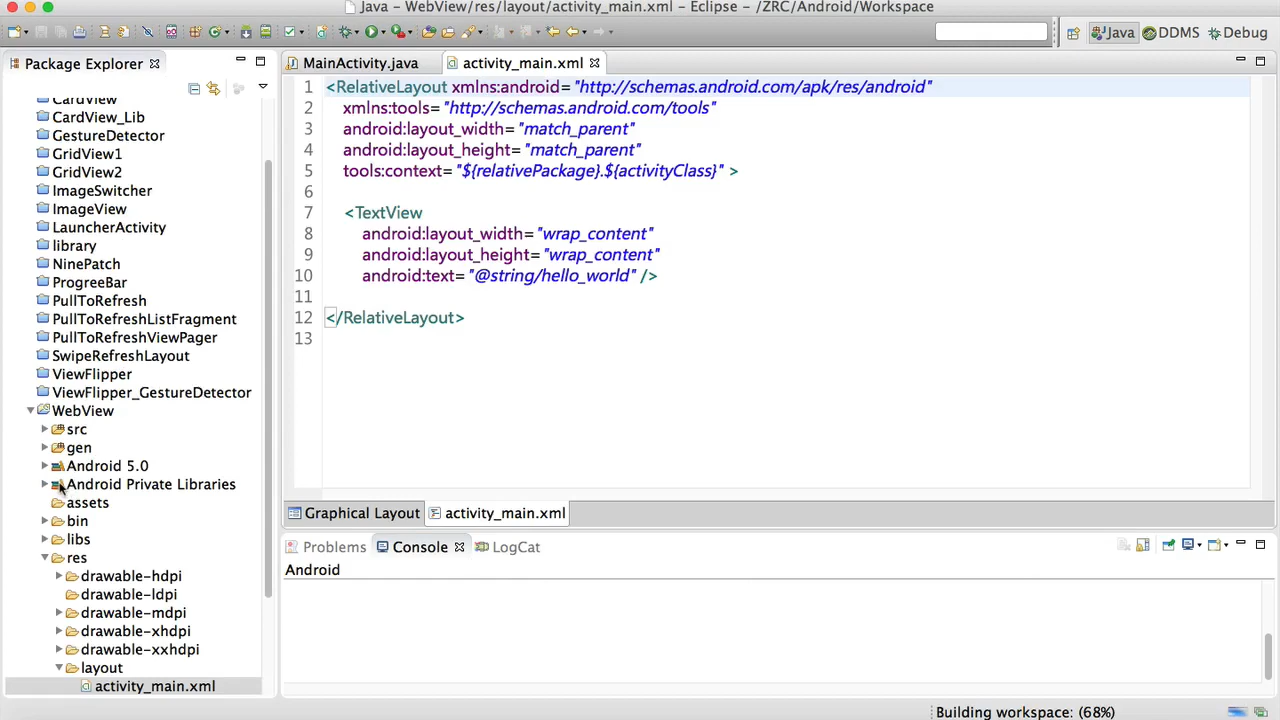 Java - WebView/res/layout/activity_main.xml - Eclipse - /ZRC/Android/Workspace
Java DDMS Debug
Package Explorer
CardView
CardView_Lib
GestureDetector
GridView1
GridView2
ImageSwitcher
ImageView
LauncherActivity
library
NinePatch
ProgreeBar
PullToRefresh
PullToRefreshListFragment
PullToRefreshViewPager
SwipeRefreshLayout
ViewFlipper
ViewFlipper_GestureDetector
WebView
src
gen
Android 5.0
Android Private Libraries
assets
bin
libs
res
drawable-hdpi
drawable-ldpi
drawable-mdpi
drawable-xhdpi
drawable-xxhdpi
layout
activity_main.xml
MainActivity.java activity_main.xml
1 <RelativeLayout xmlns:android="http://schemas.android.com/apk/res/android"
2 xmlns:tools="http://schemas.android.com/tools"
3 android:layout_width="match_parent"
4 android:layout_height="match_parent"
5 tools:context="${relativePackage}.${activityClass}" >
6
7 <TextView
8 android:layout_width="wrap_content"
9 android:layout_height="wrap_content"
10 android:text="@string/hello_world" />
11
12 </RelativeLayout>
13
Graphical Layout activity_main.xml
Problems Console LogCat
Android
Building workspace: (68%)